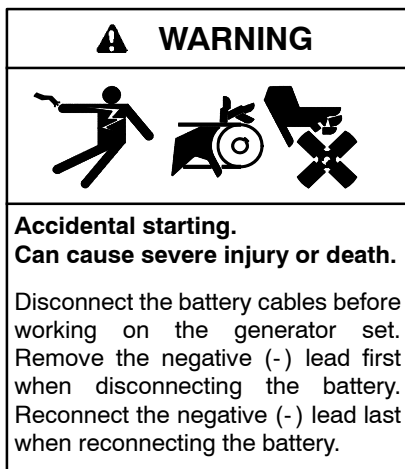 WARNING
Accidental starting.
Can cause severe injury or death.
Disconnect the battery cables before
working on the generator set.
Remove the negative (-) lead first
when disconnecting the battery.
Reconnect the negative (-) lead last
when reconnecting the battery.